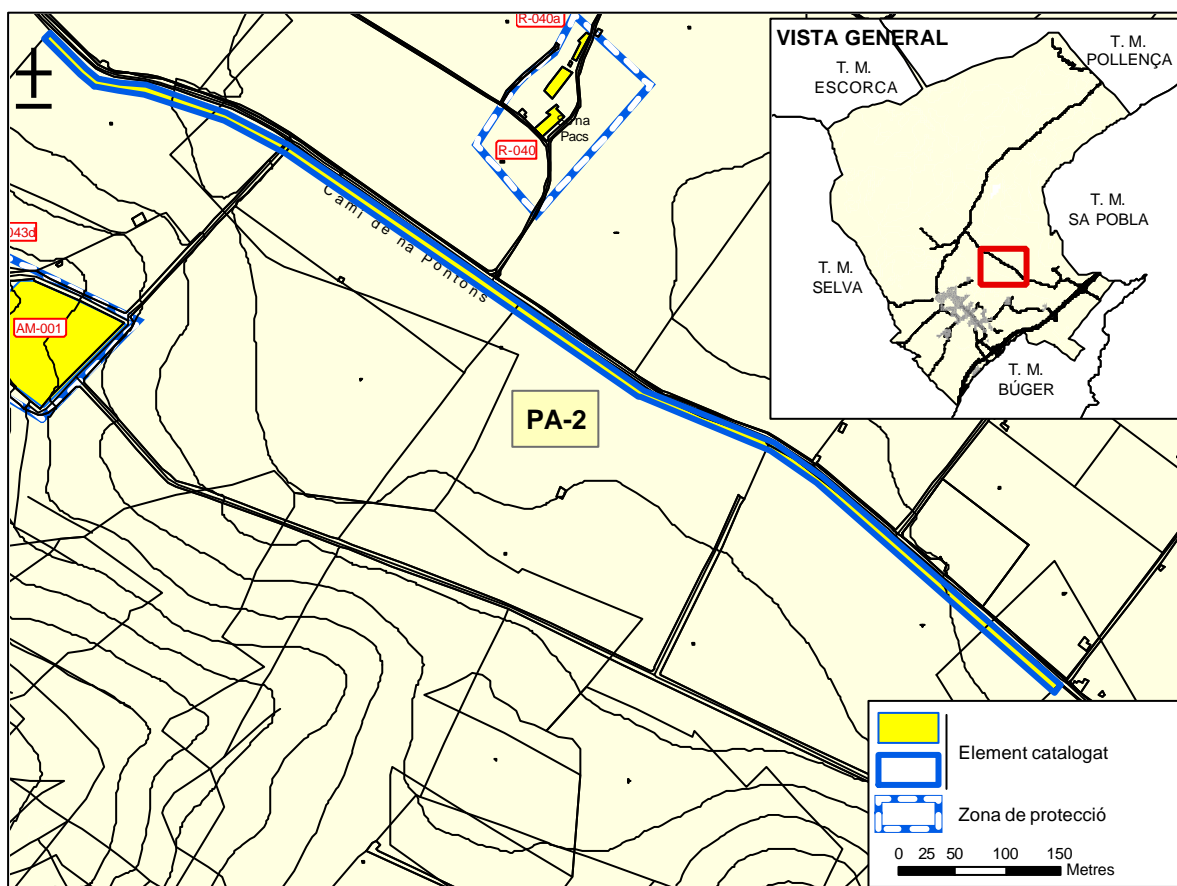 R-040a
na
Pacs
R-040
Camí de na Pontons
043d
AM-001
PA-2
VISTA GENERAL
T. M.
POLLENÇA
T. M.
ESCORCA
T. M.
SA POBLA
T. M.
SELVA
T. M.
BÚGER
Element catalogat
Zona de protecció
0 25 50 100 150
Metres